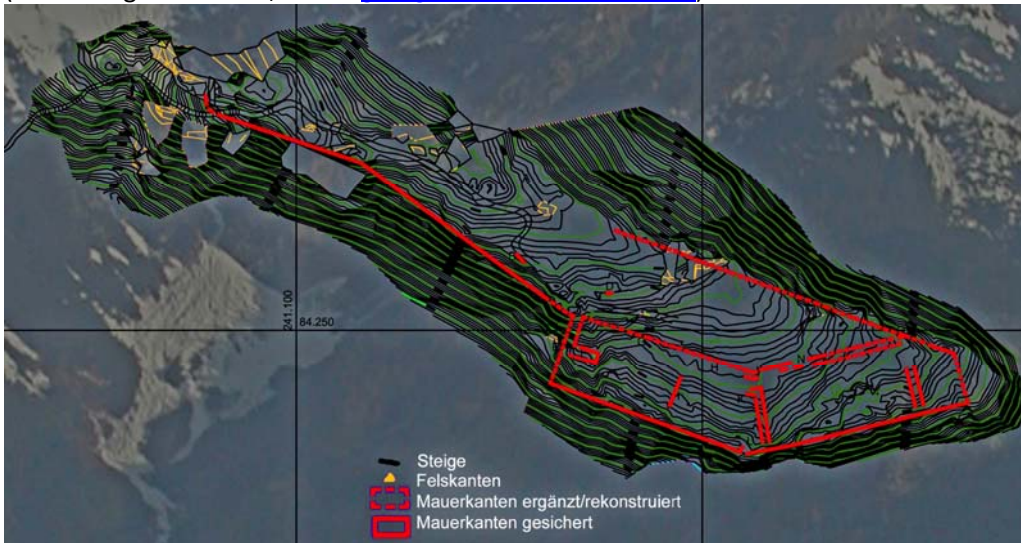 241.100
84.250
N
Steige
Felskanten
Mauerkanten ergänzt/rekonstruiert
Mauerkanten gesichert